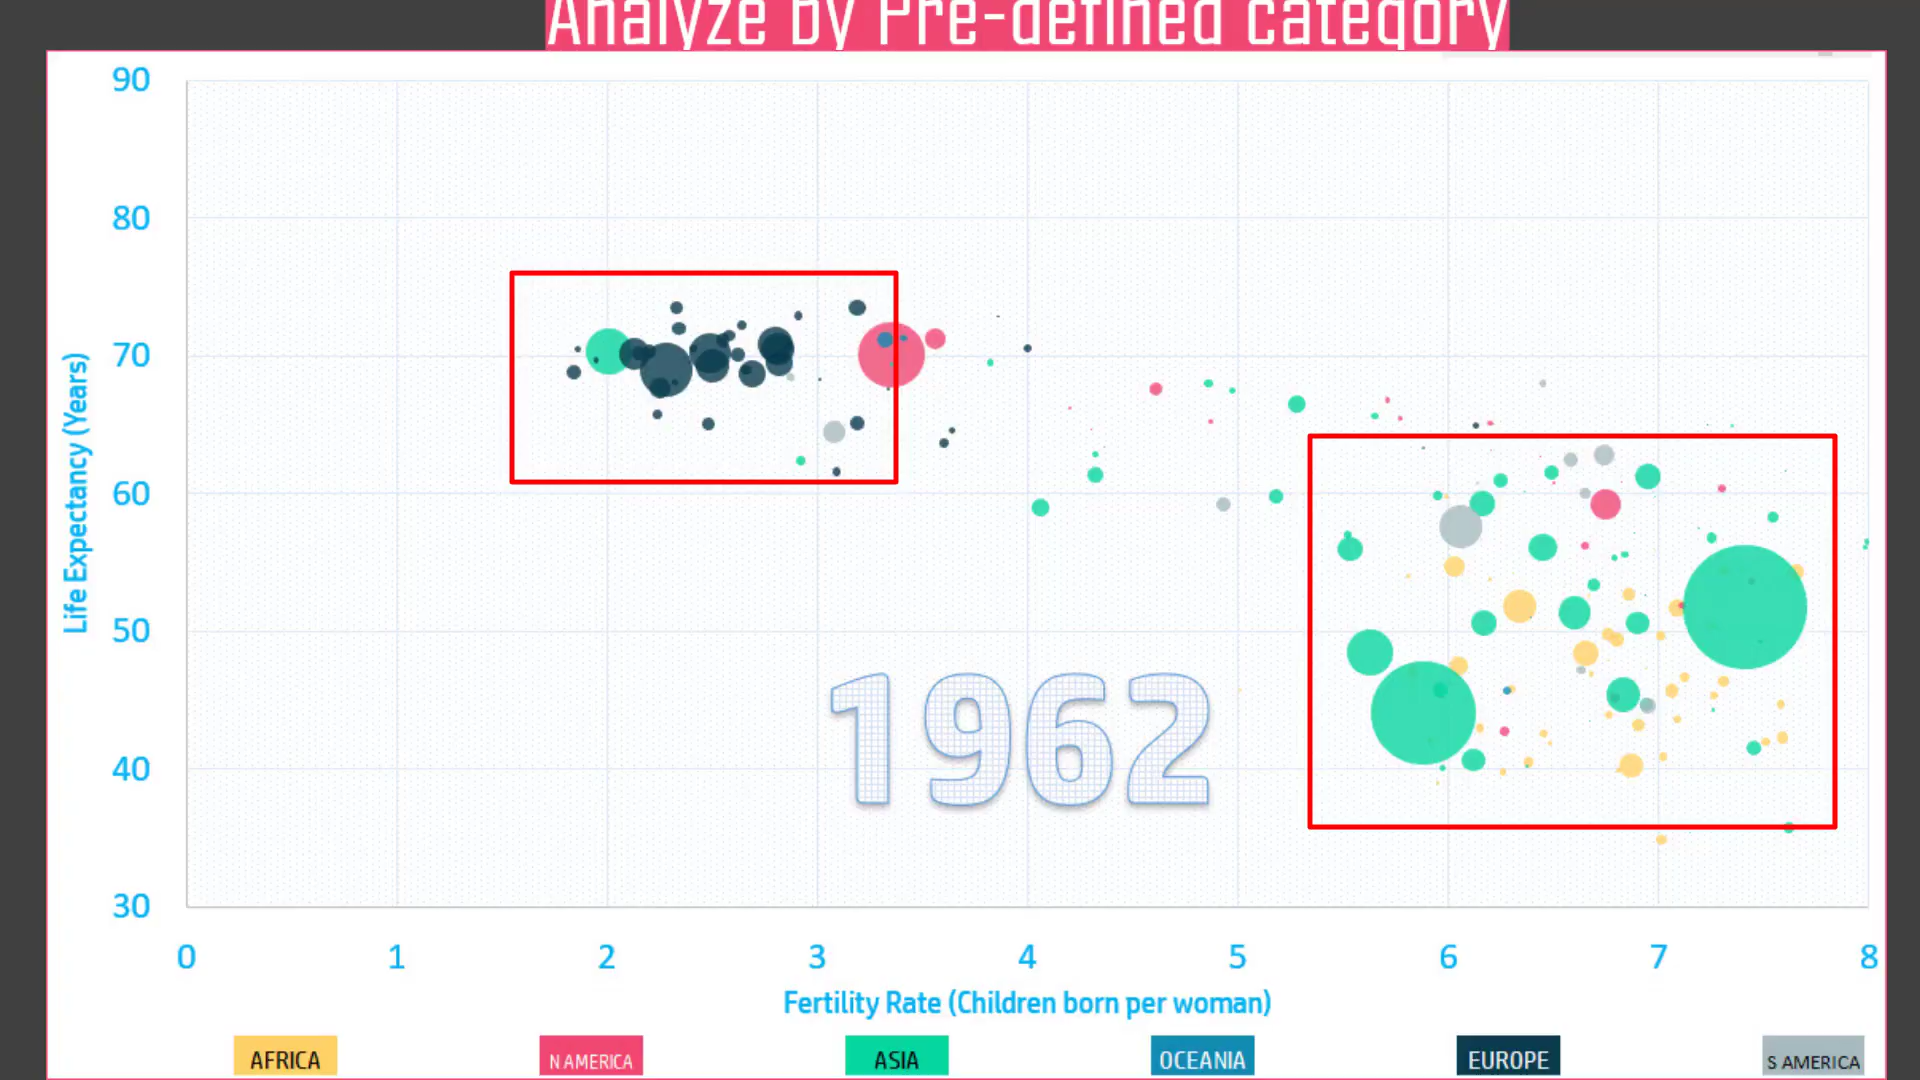 Analyze by Pre-defined category
90
80
70
60
50
40
30
Life Expectancy (Years)
1962
0 1 2 3 4 5 6 7 8
Fertility Rate (Children born per woman)
AFRICA N AMERICA ASIA OCEANIA EUROPE S AMERICA